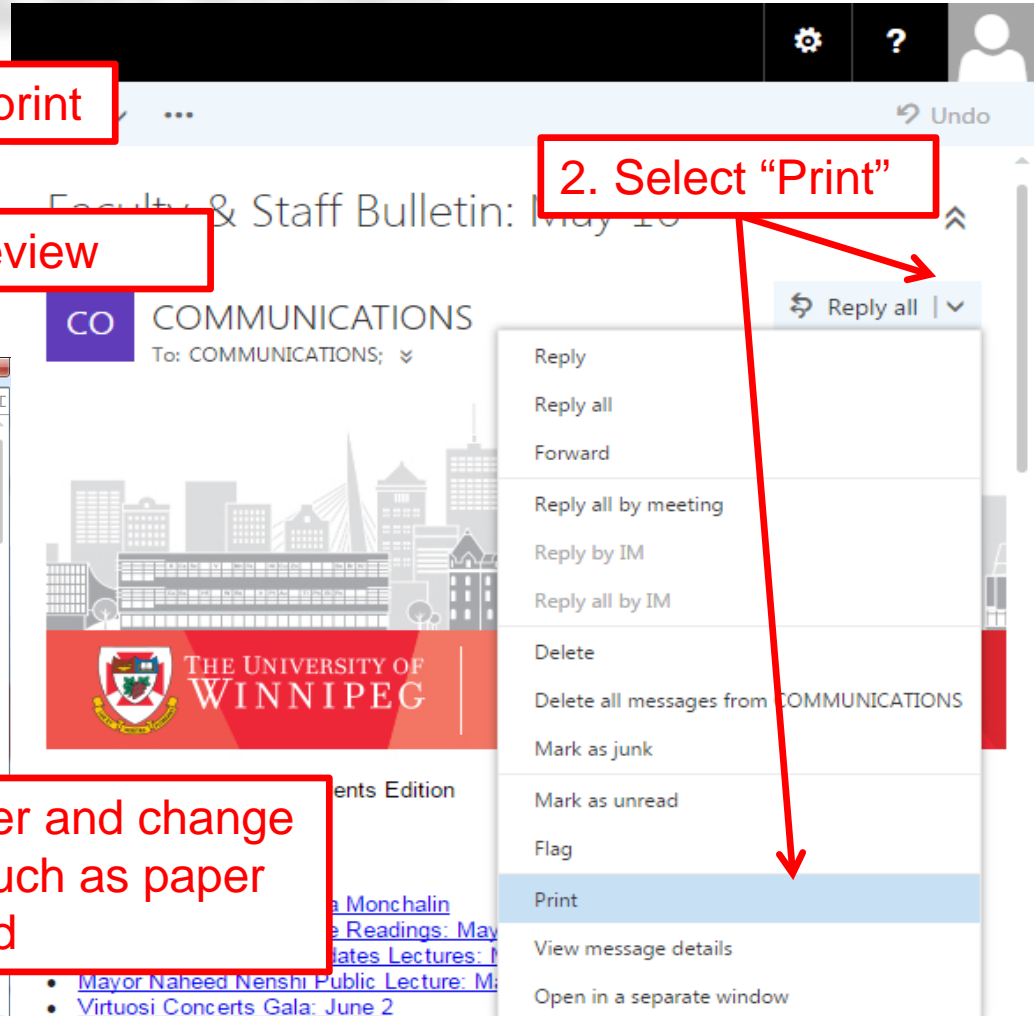 ?
print
...
Undo
2. Select “Print”
Faculty & Staff Bulletin: May 16
eview
CO
COMMUNICATIONS
To: COMMUNICATIONS;
Reply all
Reply
Reply all
Forward
Reply all by meeting
Reply by IM
Reply all by IM
Delete
Delete all messages from COMMUNICATIONS
Mark as junk
Mark as unread
Flag
Print
View message details
Open in a separate window
THE UNIVERSITY OF
WINNIPEG
ents Edition
er and change
uch as paper
d
a Monchalin
e Readings: May
dates Lectures:
• Mayor Naheed Nenshi Public Lecture: Ma
• Virtuosi Concerts Gala: June 2